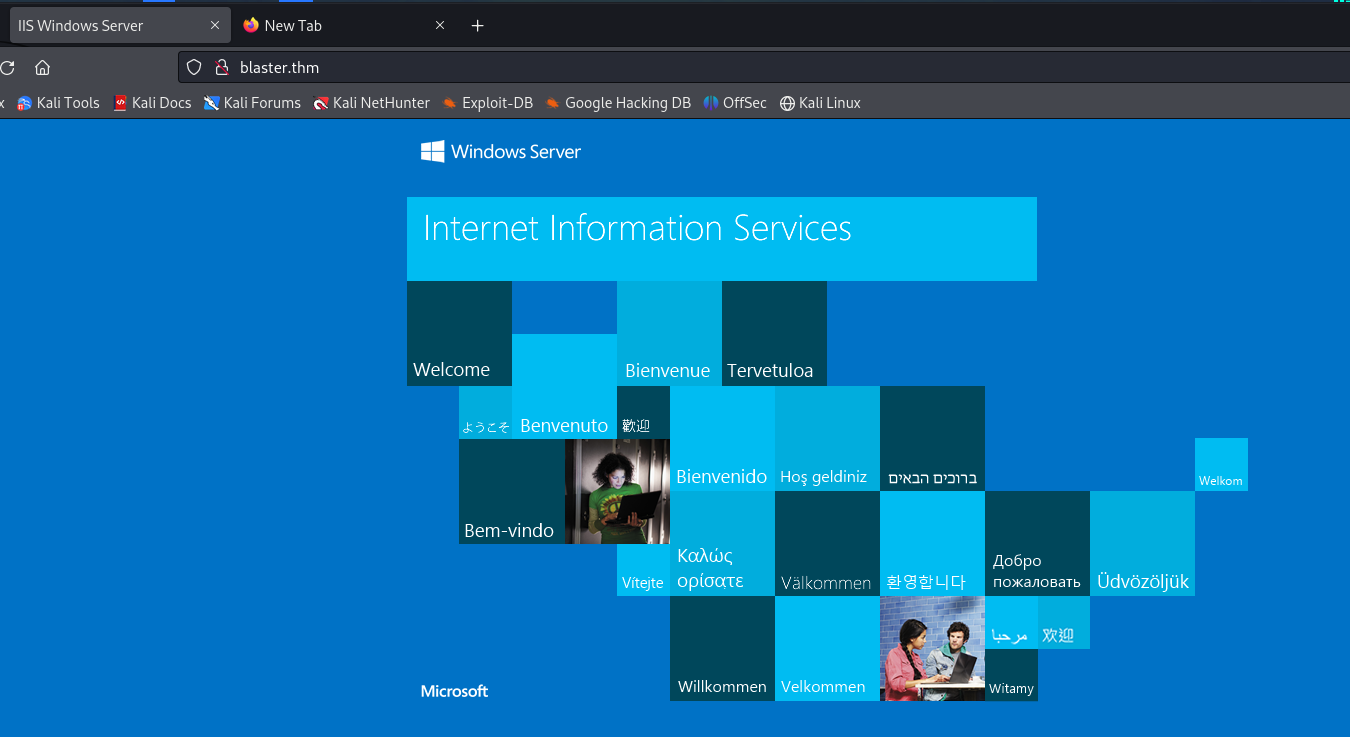 IIS Windows Server
New Tab
blaster.thm
Kali Tools
Kali Docs
Kali Forums
Kali NetHunter
Exploit-DB
Google Hacking DB
OffSec
Kali Linux
Windows Server
Internet Information Services
Welcome
Bienvenue
Tervetuloa
ようこそ
Benvenuto
歡迎
Bienvenido
Hoş geldiniz
ברוכים הבאים
Welkom
Bem-vindo
Vítejte
Καλώς
ορίσατε
Välkommen
환영합니다
Добро
пожаловать
Üdvözöljük
مرحبا
欢迎
Willkommen
Velkommen
Witamy
Microsoft